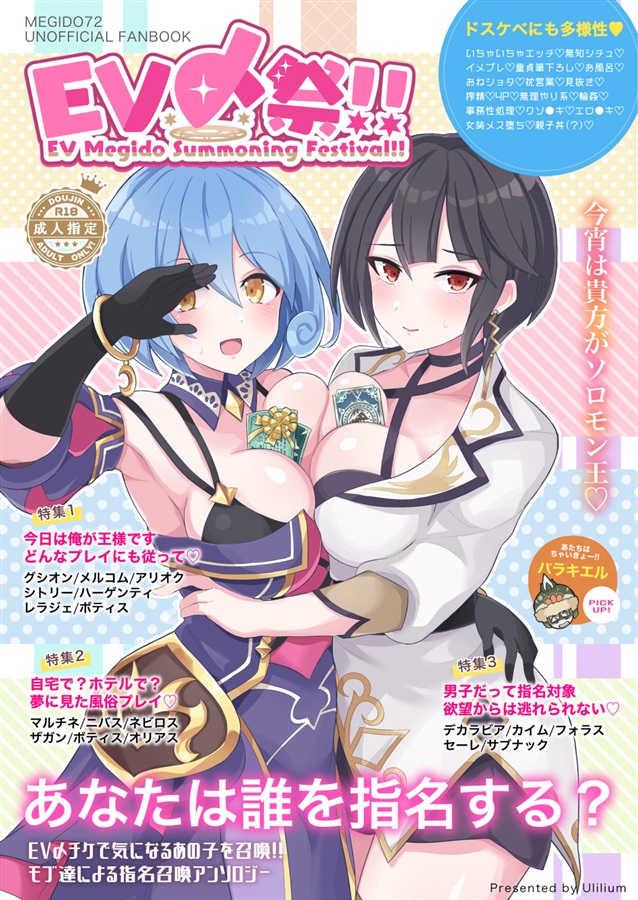 MEGIDO72
UNOFFICIAL FANBOOK
EV〆祭!!
EV Megido Summoning Festival!!
ドスケベにも多様性♥
いちゃいちゃエッチ♡無知シチュ♡
イメプレ♡童貞筆下ろし♡お風呂♡
おねショタ♡枕営業♡見抜き♡
搾精♡4P♡無理やり系♡輪姦♡
事務性処理♡クソ●キ♡エロ●キ♡
女装メス堕ち♡親子丼(?)♡
DOUJIN
R18
成人指定
ADULT ONLY!
今宵は貴方がソロモン王♡
特集1
今日は俺が王様です
どんなプレイにも従って♡
グシオン/メルコム/アリオク
シトリー/ハーゲンティ
レラジェ/ボティス
あたちは
ちゃいきょー!!
バラキエル
PICK
UP!
特集2
自宅で?ホテルで?
夢に見た風俗プレイ♡
マルチネ/ニバス/ネビロス
ザガン/ボティス/オリアス
特集3
男子だって指名対象
欲望からは逃れられない♡
デカラビア/カイム/フォラス
セーレ/サブナック
あなたは誰を指名する?
EV〆チケで気になるあの子を召喚!!
モブ達による指名召喚アンソロジー
Presented by Ulilium